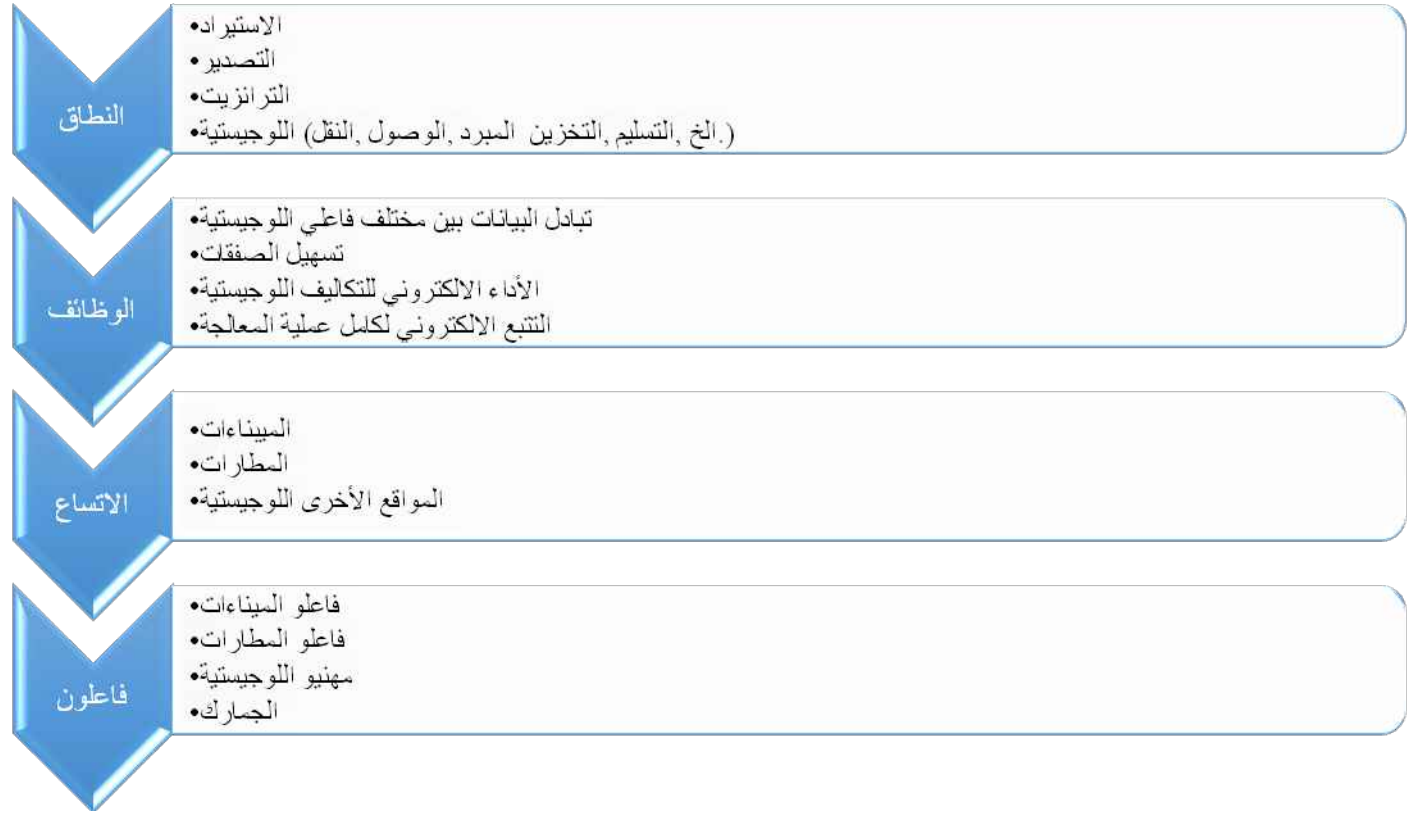 النطاق
•الاستيراد
•التصدير
•الترانزيت
•اللوجيستية (النقل, الوصول, التخزين المبرد, التسليم, الخ.)
الوظائف
•تبادل البيانات بين مختلف فاعلي اللوجيستية
•تسهيل الصفقات
•الأداء الالكتروني للتكاليف اللوجيستية
•التتبع الالكتروني لكامل عملية المعالجة
الاتساع
•الميناءات
•المطارات
•المواقع الأخرى اللوجيستية
فاعلون
•فاعلو الميناءات
•فاعلو المطارات
•مهنيو اللوجيستية
•الجمارك